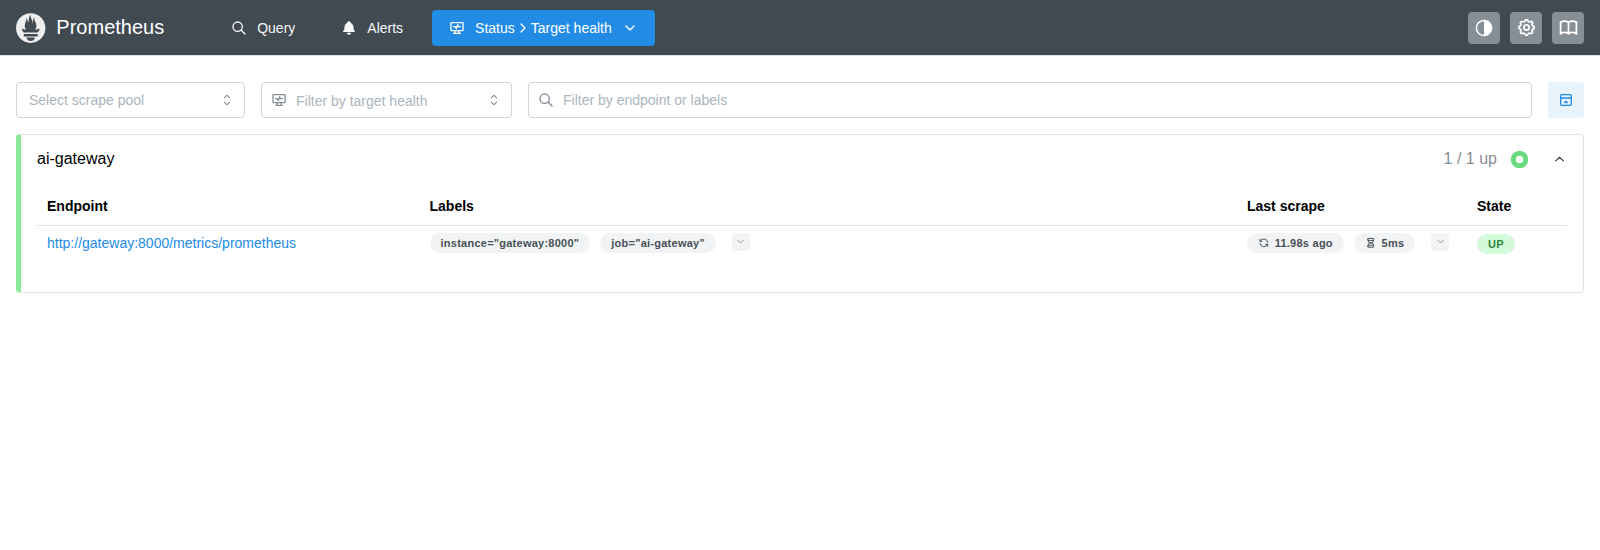 Prometheus Query Alerts Status > Target health
Select scrape pool Filter by target health Filter by endpoint or labels
ai-gateway 1 / 1 up
Endpoint Labels Last scrape State
http://gateway:8000/metrics/prometheus instance="gateway:8000" job="ai-gateway" 11.98s ago 5ms UP